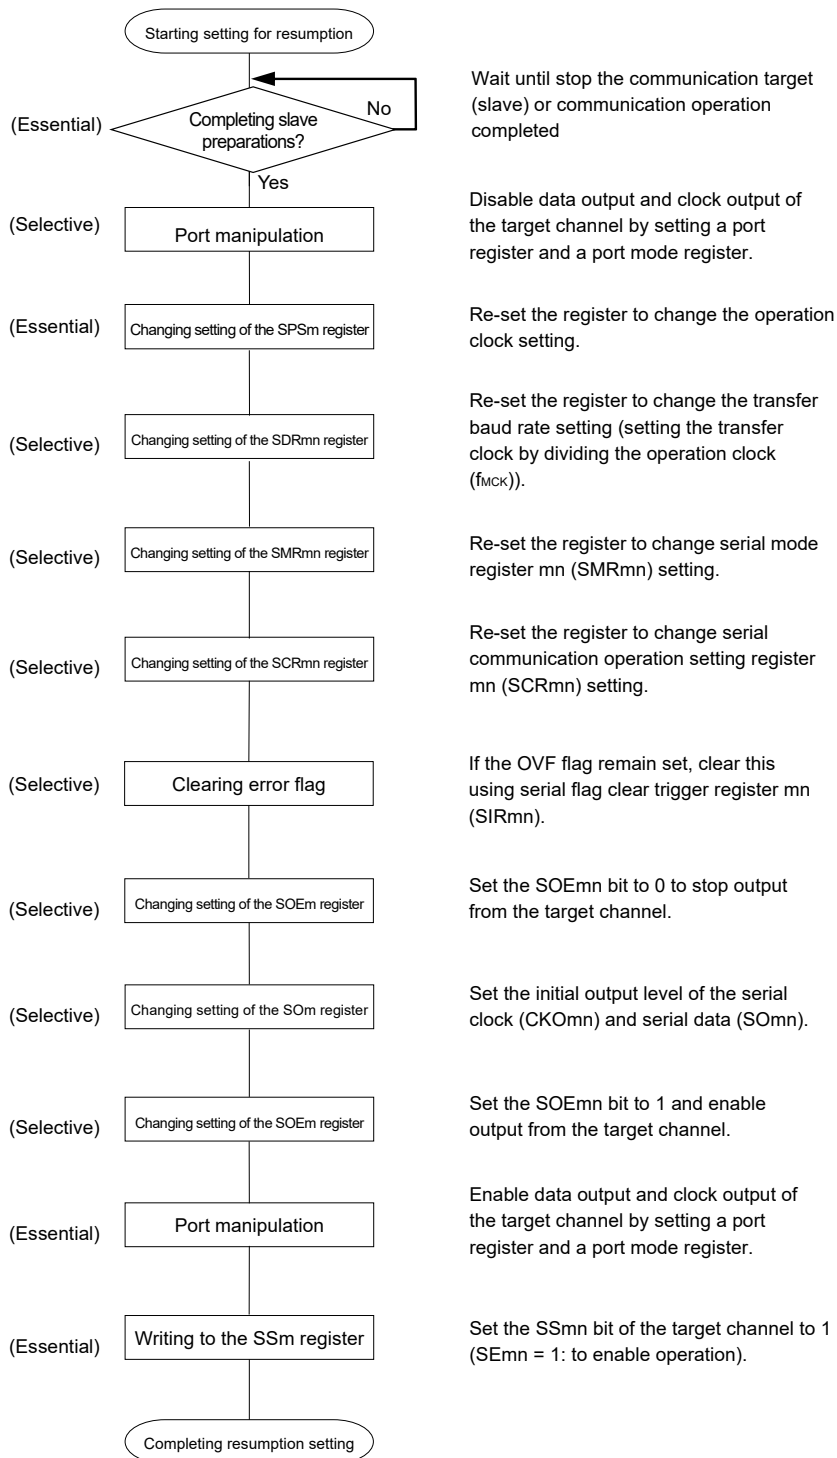 Starting setting for resumption
(Essential)
Completing slave
preparations?
No
Yes
Wait until stop the communication target
(slave) or communication operation
completed
(Selective)
Port manipulation
Disable data output and clock output of
the target channel by setting a port
register and a port mode register.
(Essential)
Changing setting of the SPSm register
Re-set the register to change the operation
clock setting.
(Selective)
Changing setting of the SDRmn register
Re-set the register to change the transfer
baud rate setting (setting the transfer
clock by dividing the operation clock
(fMCK)).
(Selective)
Changing setting of the SMRmn register
Re-set the register to change serial mode
register mn (SMRmn) setting.
(Selective)
Changing setting of the SCRmn register
Re-set the register to change serial
communication operation setting register
mn (SCRmn) setting.
(Selective)
Clearing error flag
If the OVF flag remain set, clear this
using serial flag clear trigger register mn
(SIRmn).
(Selective)
Changing setting of the SOEm register
Set the SOEmn bit to 0 to stop output
from the target channel.
(Selective)
Changing setting of the SOm register
Set the initial output level of the serial
clock (CKOmn) and serial data (SOmn).
(Selective)
Changing setting of the SOEm register
Set the SOEmn bit to 1 and enable
output from the target channel.
(Essential)
Port manipulation
Enable data output and clock output of
the target channel by setting a port
register and a port mode register.
(Essential)
Writing to the SSm register
Set the SSmn bit of the target channel to 1
(SEmn = 1: to enable operation).
Completing resumption setting